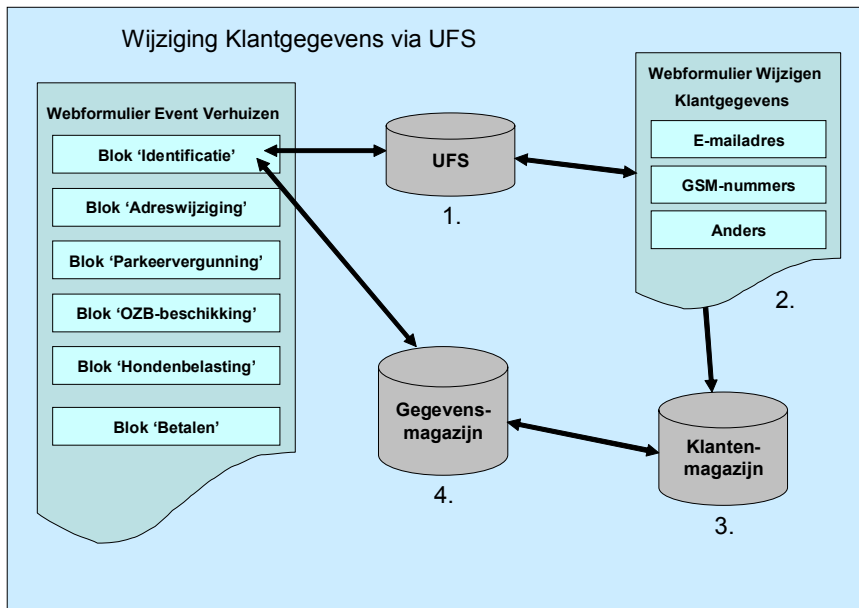 Wijziging Klantgegevens via UFS
Webformulier Event Verhuizen
Blok ‘Identificatie’
Blok ‘Adreswijziging’
Blok ‘Parkeervergunning’
Blok ‘OZB-beschikking’
Blok ‘Hondenbelasting’
Blok ‘Betalen’
UFS
1.
Webformulier Wijzigen
Klantgegevens
E-mailadres
GSM-nummers
Anders
2.
Gegevens-
magazijn
4.
Klanten-
magazijn
3.